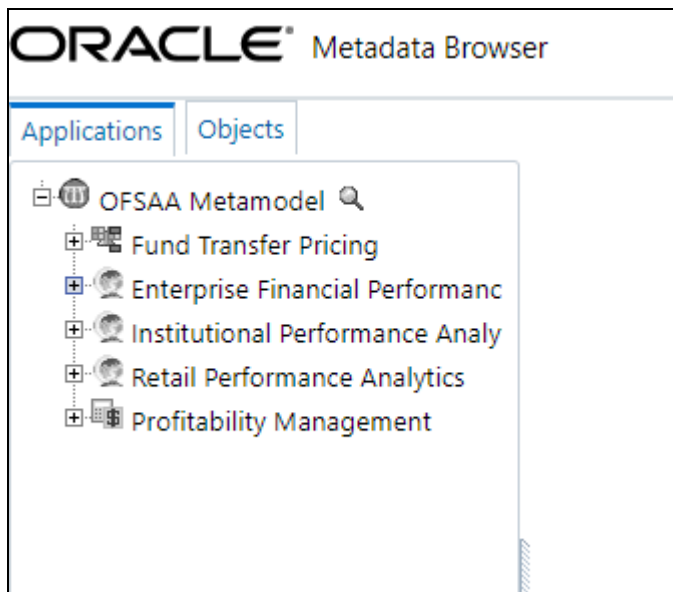 ORACLE Metadata Browser
Applications Objects
OFSAA Metamodel
Fund Transfer Pricing
Enterprise Financial Performanc
Institutional Performance Analy
Retail Performance Analytics
Profitability Management